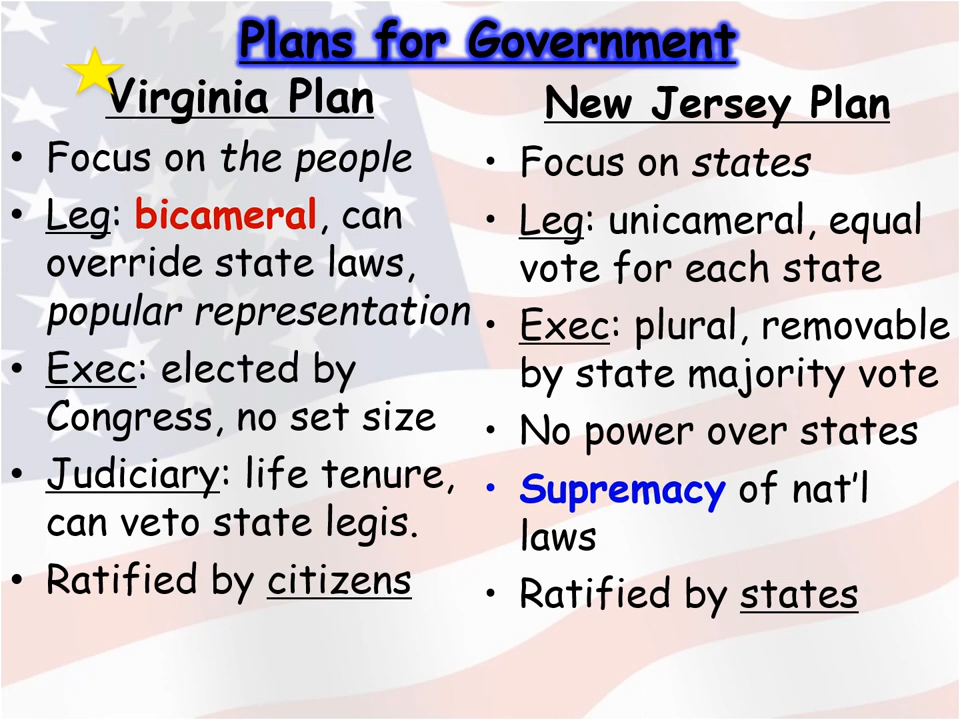 Plans for Government
Virginia Plan
• Focus on the people
• Leg: bicameral, can
override state laws,
popular representation
• Exec: elected by
Congress, no set size
• Judiciary: life tenure,
can veto state legis.
• Ratified by citizens
New Jersey Plan
• Focus on states
• Leg: unicameral, equal
vote for each state
• Exec: plural, removable
by state majority vote
• No power over states
• Supremacy of nat’l
laws
• Ratified by states